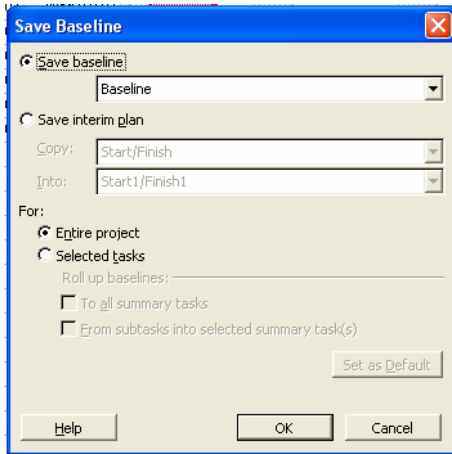 Save Baseline
Save baseline
Baseline
Save interim plan
Copy: Start/Finish
Into: Start1/Finish1
For:
Entire project
Selected tasks
Roll up baselines:
To all summary tasks
From subtasks into selected summary task(s)
Set as Default
Help OK Cancel